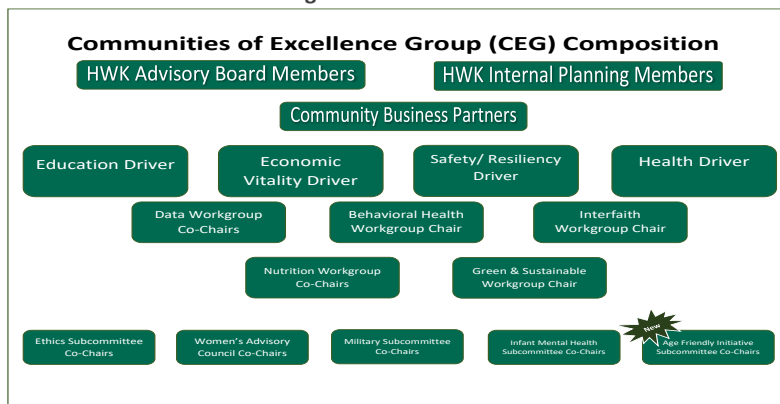 Communities of Excellence Group (CEG) Composition
HWK Advisory Board Members
HWK Internal Planning Members
Community Business Partners
Education Driver
Economic
Vitality Driver
Safety/ Resiliency
Driver
Health Driver
Data Workgroup
Co-Chairs
Behavioral Health
Workgroup Chair
Interfaith
Workgroup Chair
Nutrition Workgroup
Co-Chairs
Green & Sustainable
Workgroup Chair
Ethics Subcommittee
Co-Chairs
Women's Advisory
Council Co-Chairs
Military Subcommittee
Co-Chairs
Infant Mental Health
Subcommittee Co-Chairs
New
Age Friendly Initiative
Subcommittee Co-Chairs